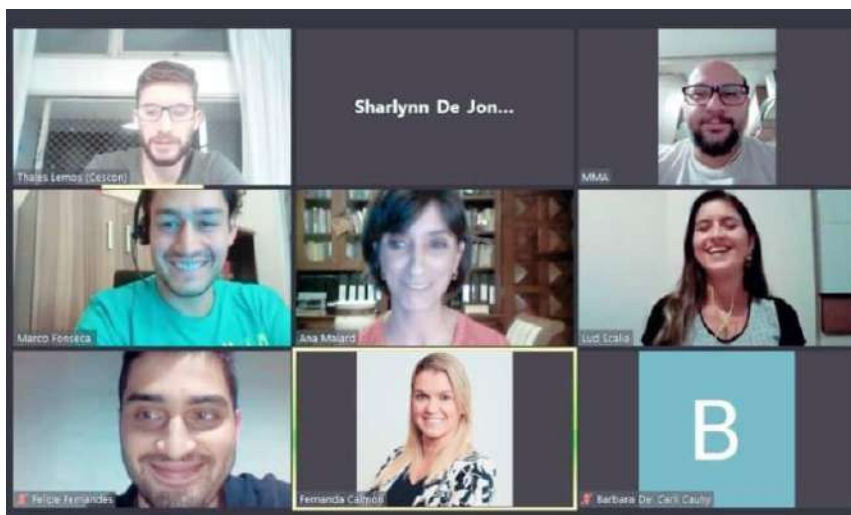 Sharlynn De Jon...
Thales Lemos (Cescon)
MMA
Marco Fonseca
Ana Malard
Lud Scalia
Felipe Fernandes
Fernanda Calmon
B
Barbara De' Carli Cauhy